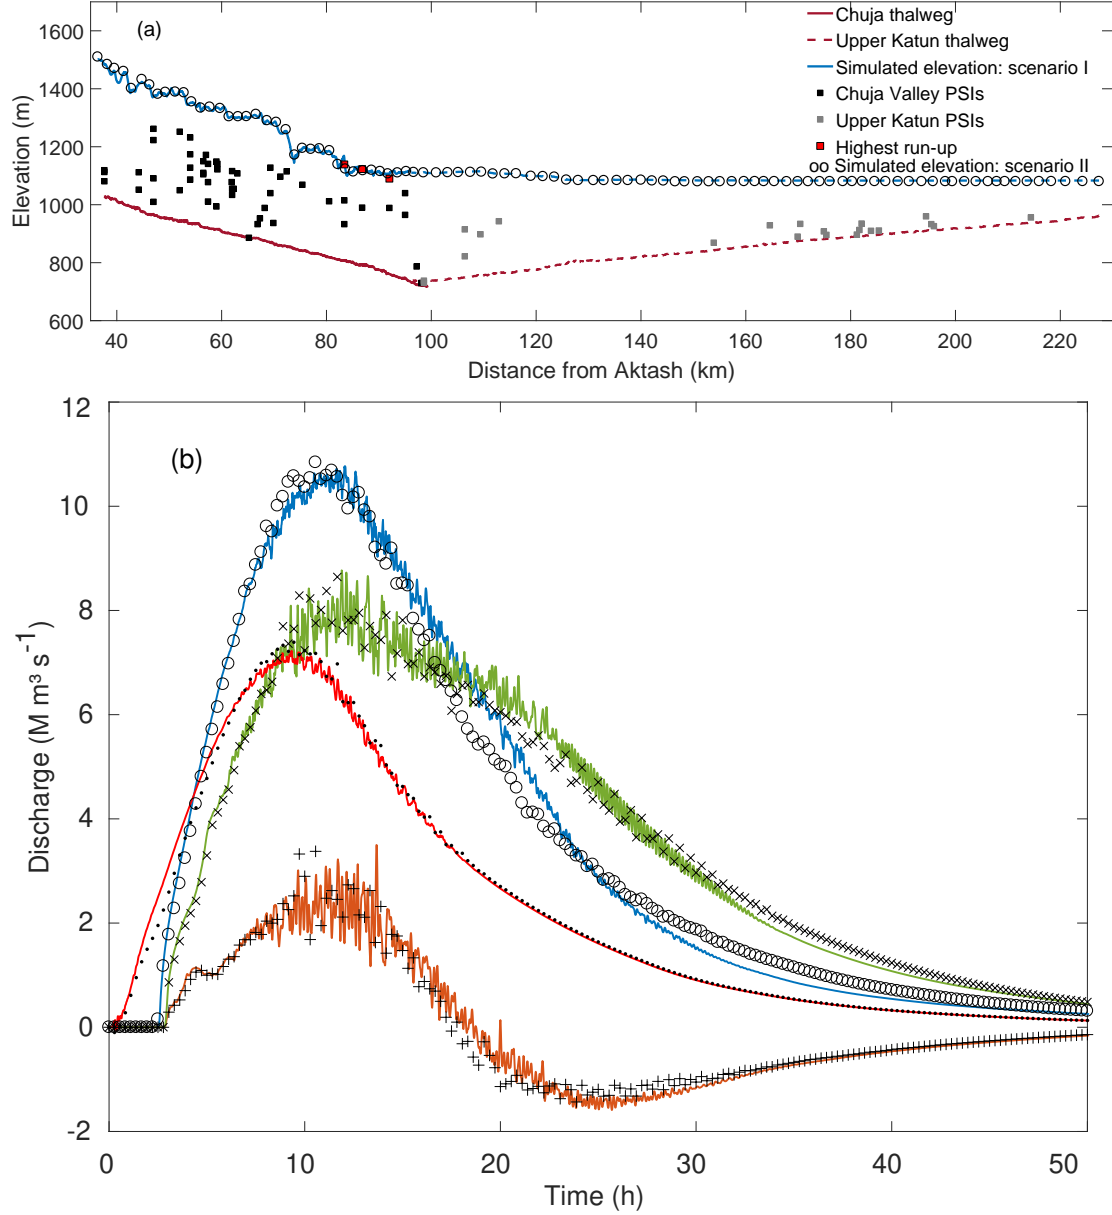 (a)
Chuja thalweg
Upper Katun thalweg
Simulated elevation: scenario I
Chuja Valley PSIs
Upper Katun PSIs
Highest run-up
Simulated elevation: scenario II
Elevation (m)
1600
1400
1200
1000
800
600
40 60 80 100 120 140 160 180 200 220
Distance from Aktash (km)
(b)
Discharge (M m³ s⁻¹)
12
10
8
6
4
2
0
-2
0 10 20 30 40 50
Time (h)